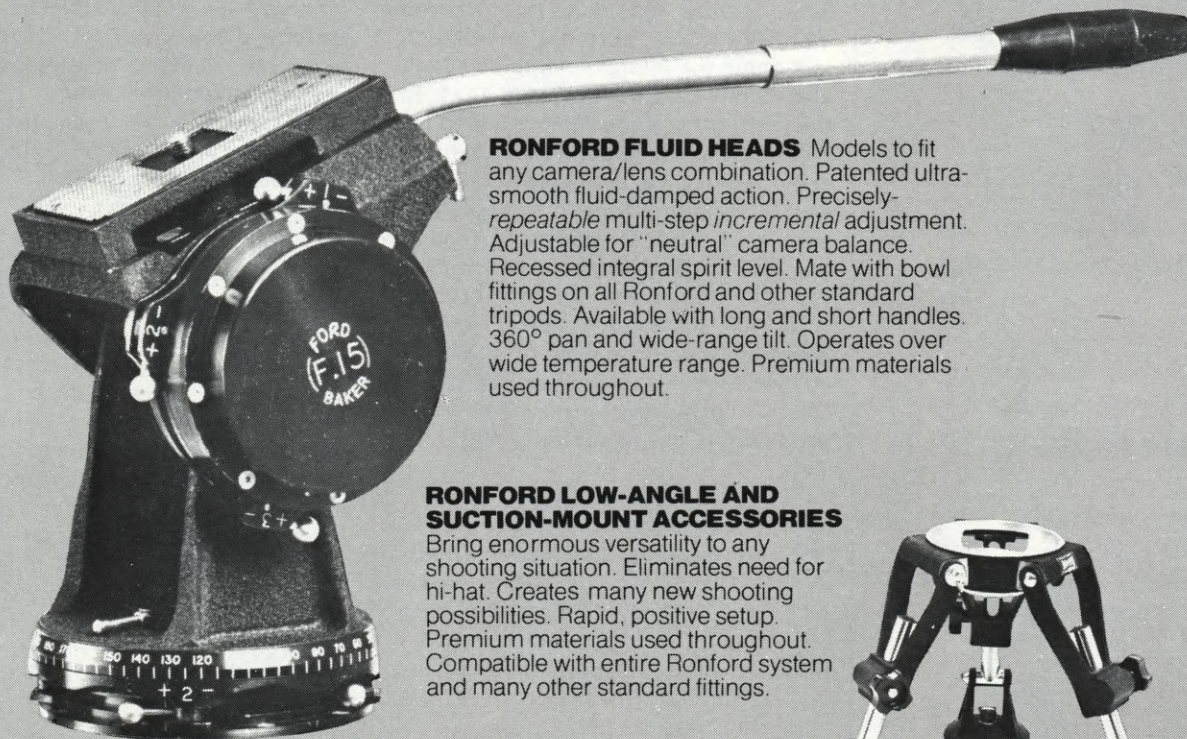 RONFORD FLUID HEADS Models to fit
any camera/lens combination. Patented ultra-
smooth fluid-damped action. Precisely-
repeatable multi-step incremental adjustment.
Adjustable for "neutral" camera balance.
Recessed integral spirit level. Mate with bowl
fittings on all Ronford and other standard
tripods. Available with long and short handles.
360° pan and wide-range tilt. Operates over
wide temperature range. Premium materials
used throughout.
+ 1 -
+ 2 -
FORD
F.15
BAKER
+ 3 -
150 140 130 120 90 80 70
+ 2 -
RONFORD LOW-ANGLE AND
SUCTION-MOUNT ACCESSORIES
Bring enormous versatility to any
shooting situation. Eliminates need for
hi-hat. Creates many new shooting
possibilities. Rapid, positive setup.
Premium materials used throughout.
Compatible with entire Ronford system
and many other standard fittings.